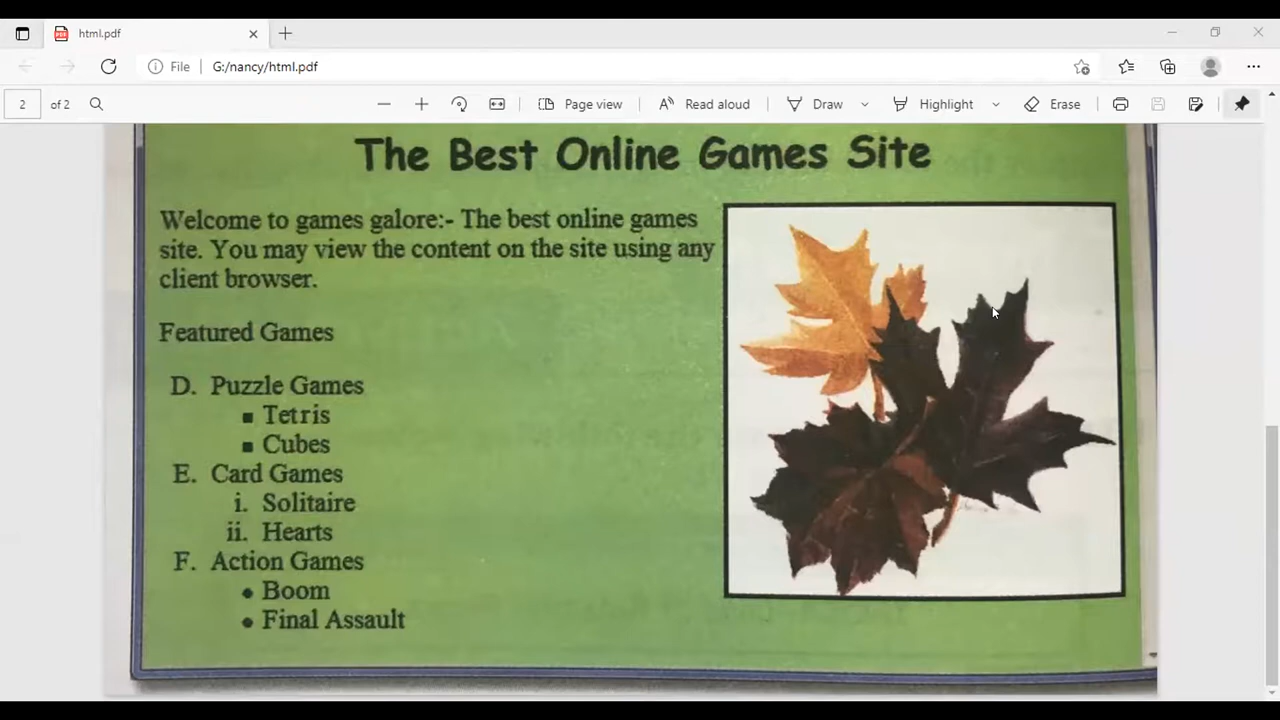 html.pdf
File G:/nancy/html.pdf
2 of 2 Page view Read aloud Draw Highlight Erase
The Best Online Games Site
Welcome to games galore:- The best online games
site. You may view the content on the site using any
client browser.
Featured Games
D. Puzzle Games
▪ Tetris
▪ Cubes
E. Card Games
i. Solitaire
ii. Hearts
F. Action Games
• Boom
• Final Assault